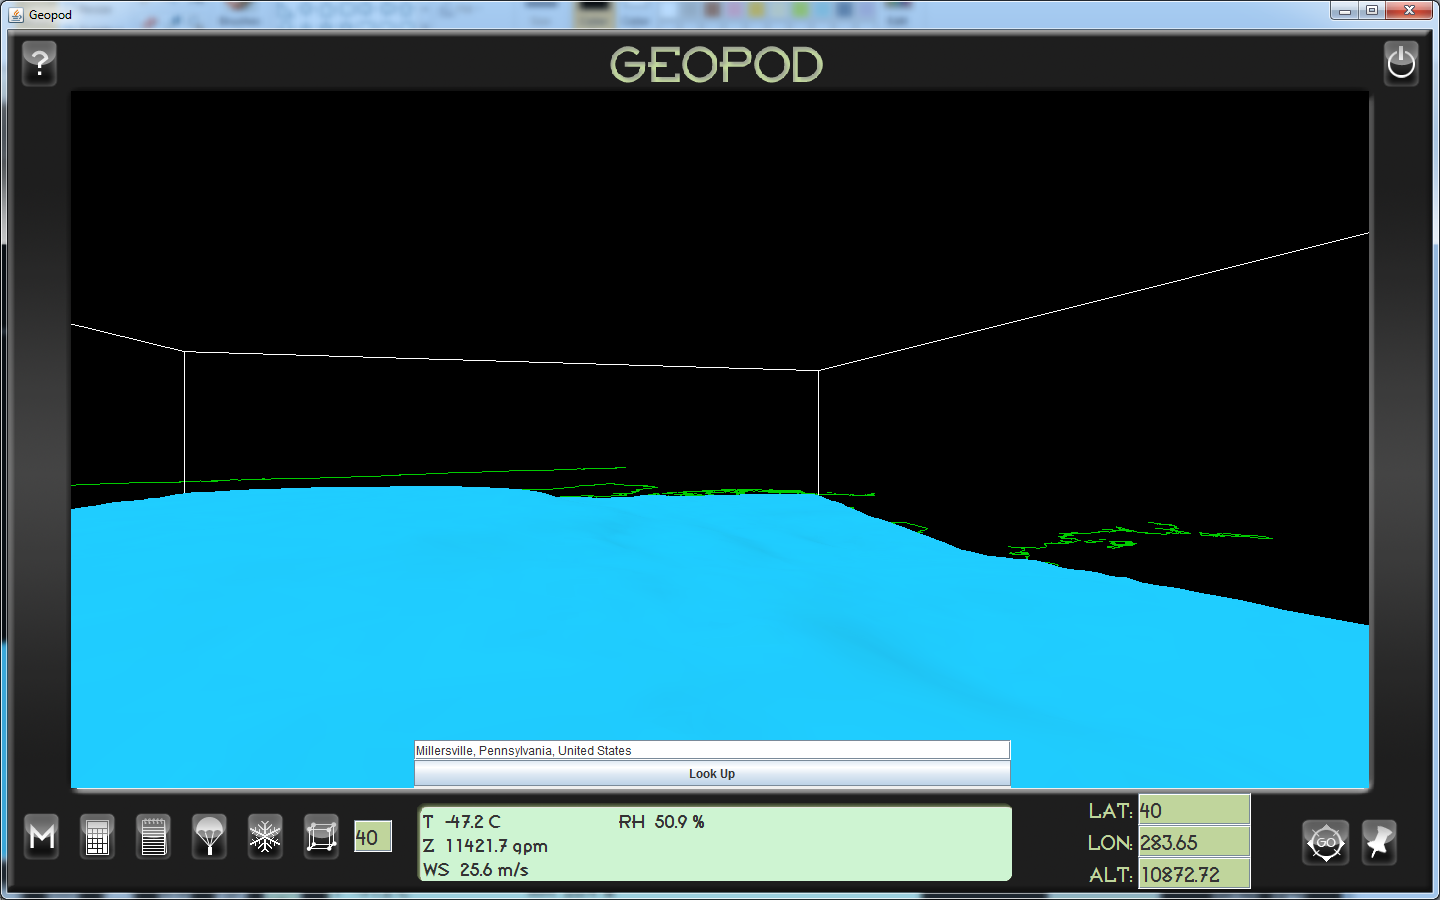 Geopod
?
GEOPOD
Millersville, Pennsylvania, United States
Look Up
M
40
T -47.2 C RH 50.9 %
Z 11421.7 gpm
WS 25.6 m/s
LAT: 40
LON: 283.65
ALT: 10872.72
GO